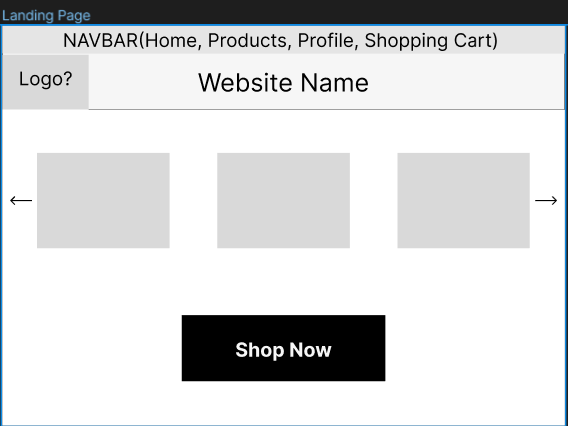 Landing Page
NAVBAR(Home, Products, Profile, Shopping Cart)
Logo?
Website Name
Shop Now